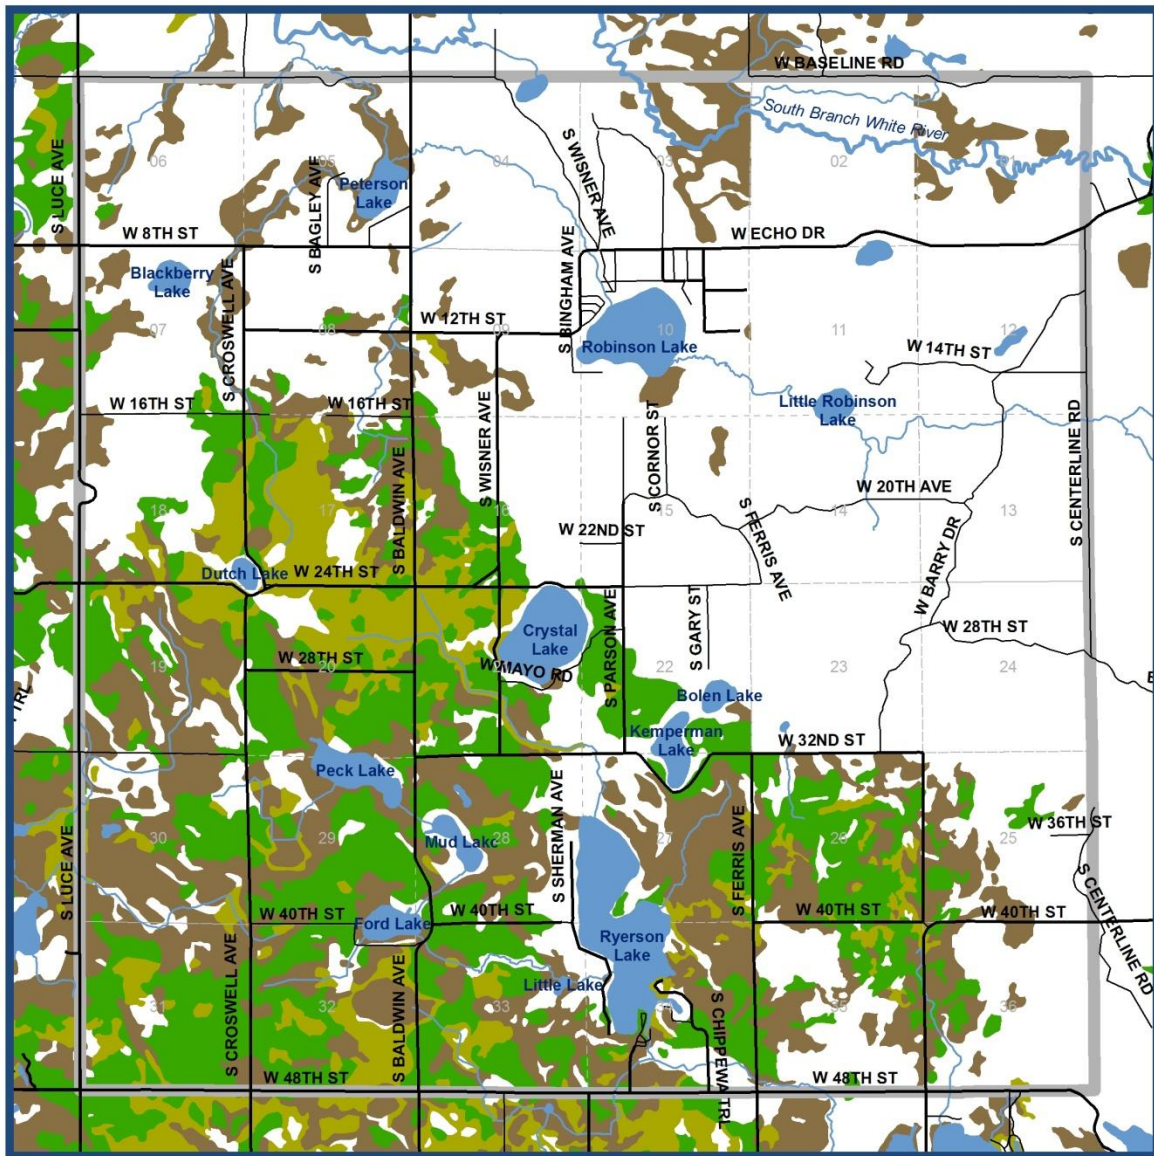 W BASELINE RD
South Branch White River
S LUCE AVE
06
05
04
03
02
01
S WISNER AVE
S BAGLEY AVE
Peterson
Lake
W 8TH ST
W ECHO DR
Blackberry
Lake
S CROSWELL AVE
S BINGHAM AVE
07
08
W 12TH ST
09
10
11
12
Robinson Lake
W 14TH ST
W 16TH ST
W 16TH ST
Little Robinson
Lake
S WISNER AVE
S CORNOR ST
S CENTERLINE RD
S BALDWIN AVE
W 20TH AVE
18
17
16
15
14
13
W 22ND ST
S FERRIS AVE
W BARRY DR
Dutch Lake
W 24TH ST
Crystal
Lake
S PARSON AVE
S GARY ST
W 28TH ST
W 28TH ST
19
20
21
22
23
24
W MAYO RD
TRL
Bolen Lake
Kemperman
Lake
W 32ND ST
Peck Lake
S LUCE AVE
S SHERMAN AVE
S FERRIS AVE
30
29
Mud Lake
28
27
26
25
W 36TH ST
S CENTERLINE RD
W 40TH ST
Ford Lake
W 40TH ST
W 40TH ST
W 40TH ST
Ryerson
Lake
S CROSWELL AVE
S BALDWIN AVE
Little Lake
S CHIPPEWA TRL
31
32
33
35
36
W 48TH ST
W 48TH ST